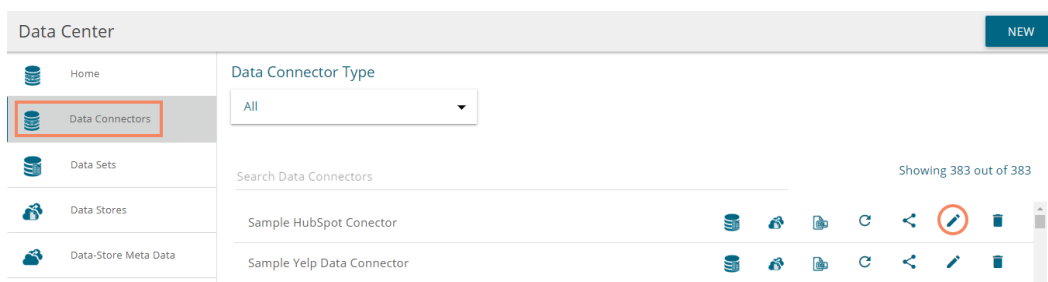 Data Center
NEW
Home
Data Connectors
Data Sets
Data Stores
Data-Store Meta Data
Data Connector Type
All
Search Data Connectors
Showing 383 out of 383
Sample HubSpot Conector
Sample Yelp Data Connector